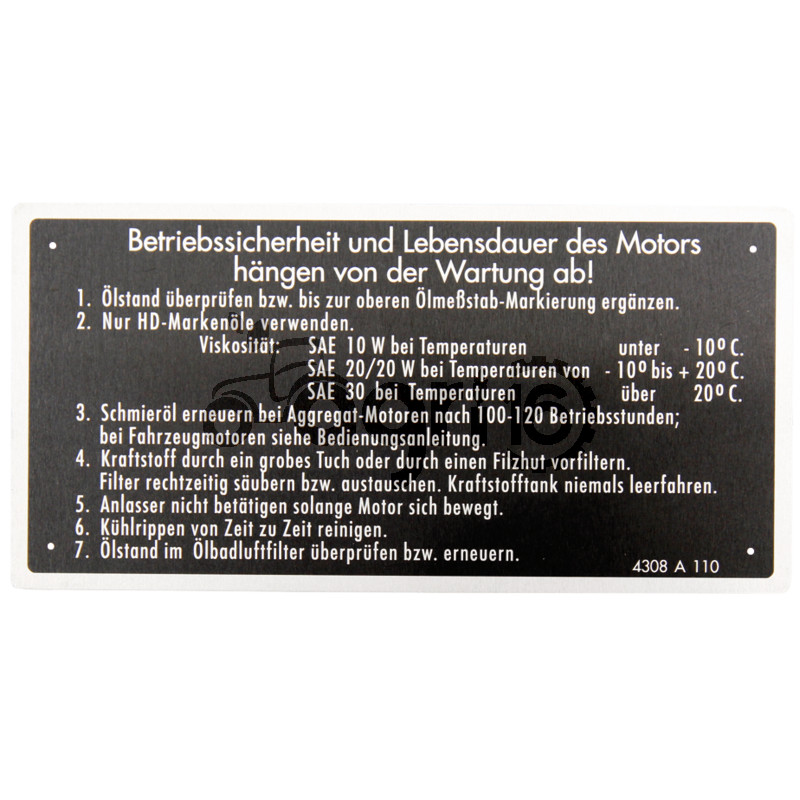 Betriebssicherheit und Lebensdauer des Motors
hängen von der Wartung ab!
1. Ölstand überprüfen bzw. bis zur oberen Ölmeßstab-Markierung ergänzen.
2. Nur HD-Markenöle verwenden.
Viskosität: SAE 10 W bei Temperaturen unter - 10º C.
SAE 20/20 W bei Temperaturen von - 10º bis + 20º C.
SAE 30 bei Temperaturen über 20º C.
3. Schmieröl erneuern bei Aggregat-Motoren nach 100-120 Betriebsstunden;
bei Fahrzeugmotoren siehe Bedienungsanleitung.
4. Kraftstoff durch ein grobes Tuch oder durch einen Filzhut vorfiltern.
Filter rechtzeitig säubern bzw. austauschen. Kraftstofftank niemals leerfahren.
5. Anlasser nicht betätigen solange Motor sich bewegt.
6. Kühlrippen von Zeit zu Zeit reinigen.
7. Ölstand im Ölbadluftfilter überprüfen bzw. erneuern.
4308 A 110